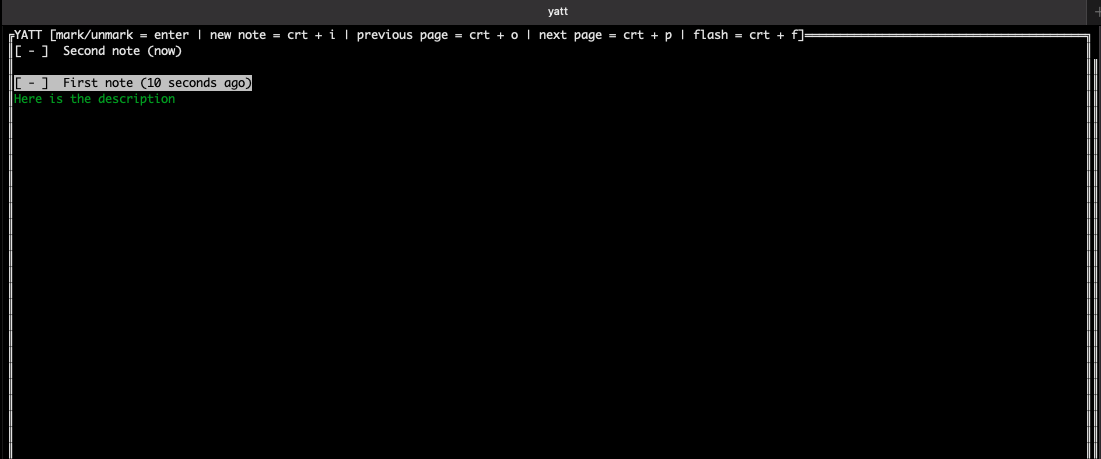 yatt
YATT [mark/unmark = enter | new note = crt + i | previous page = crt + o | next page = crt + p | flash = crt + f]
[ - ]  Second note (now)
[ - ]  First note (10 seconds ago)
Here is the description